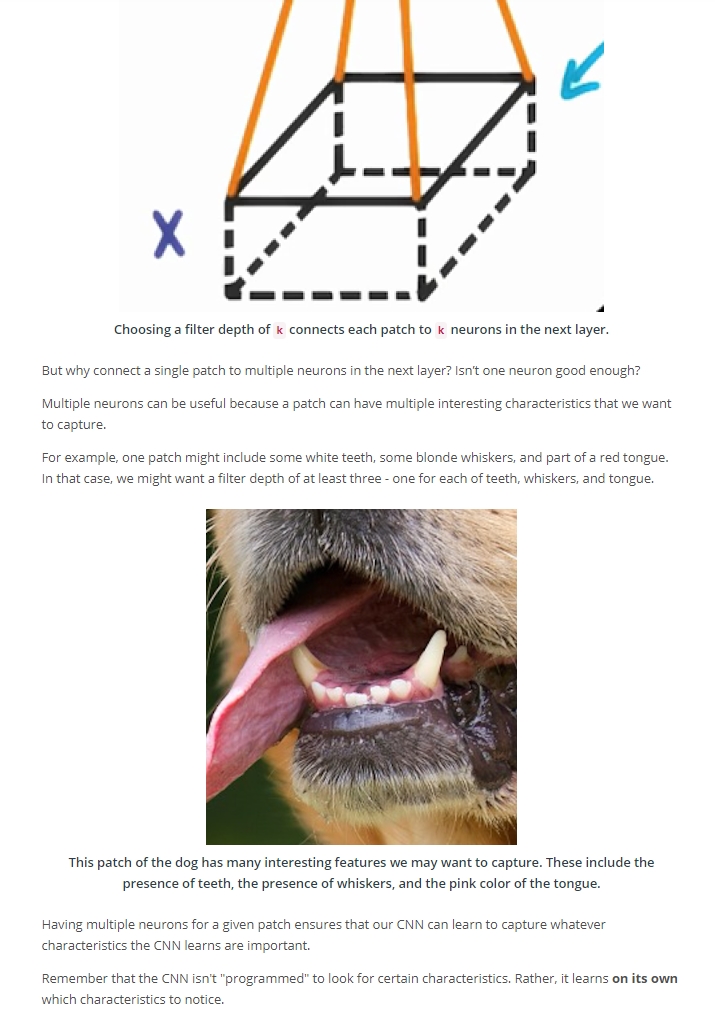 X
Choosing a filter depth of k connects each patch to k neurons in the next layer.
But why connect a single patch to multiple neurons in the next layer? Isn't one neuron good enough?
Multiple neurons can be useful because a patch can have multiple interesting characteristics that we want
to capture.
For example, one patch might include some white teeth, some blonde whiskers, and part of a red tongue.
In that case, we might want a filter depth of at least three - one for each of teeth, whiskers, and tongue.
This patch of the dog has many interesting features we may want to capture. These include the
presence of teeth, the presence of whiskers, and the pink color of the tongue.
Having multiple neurons for a given patch ensures that our CNN can learn to capture whatever
characteristics the CNN learns are important.
Remember that the CNN isn't "programmed" to look for certain characteristics. Rather, it learns on its own
which characteristics to notice.